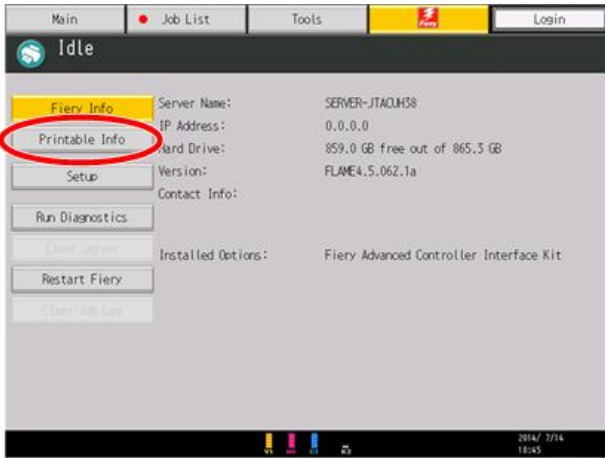 Main
Job List
Tools
Fiery
Login
Idle
Fiery Info
Server Name: SERVER-JTACUH38
Printable Info
IP Address: 0.0.0.0
Hard Drive: 859.0 GB free out of 865.3 GB
Setup
Version: FLAME4.5.062.1a
Contact Info:
Run Diagnostics
Clear Server
Installed Options: Fiery Advanced Controller Interface Kit
Restart Fiery
Clear Job Log
2014/ 7/14
10:45